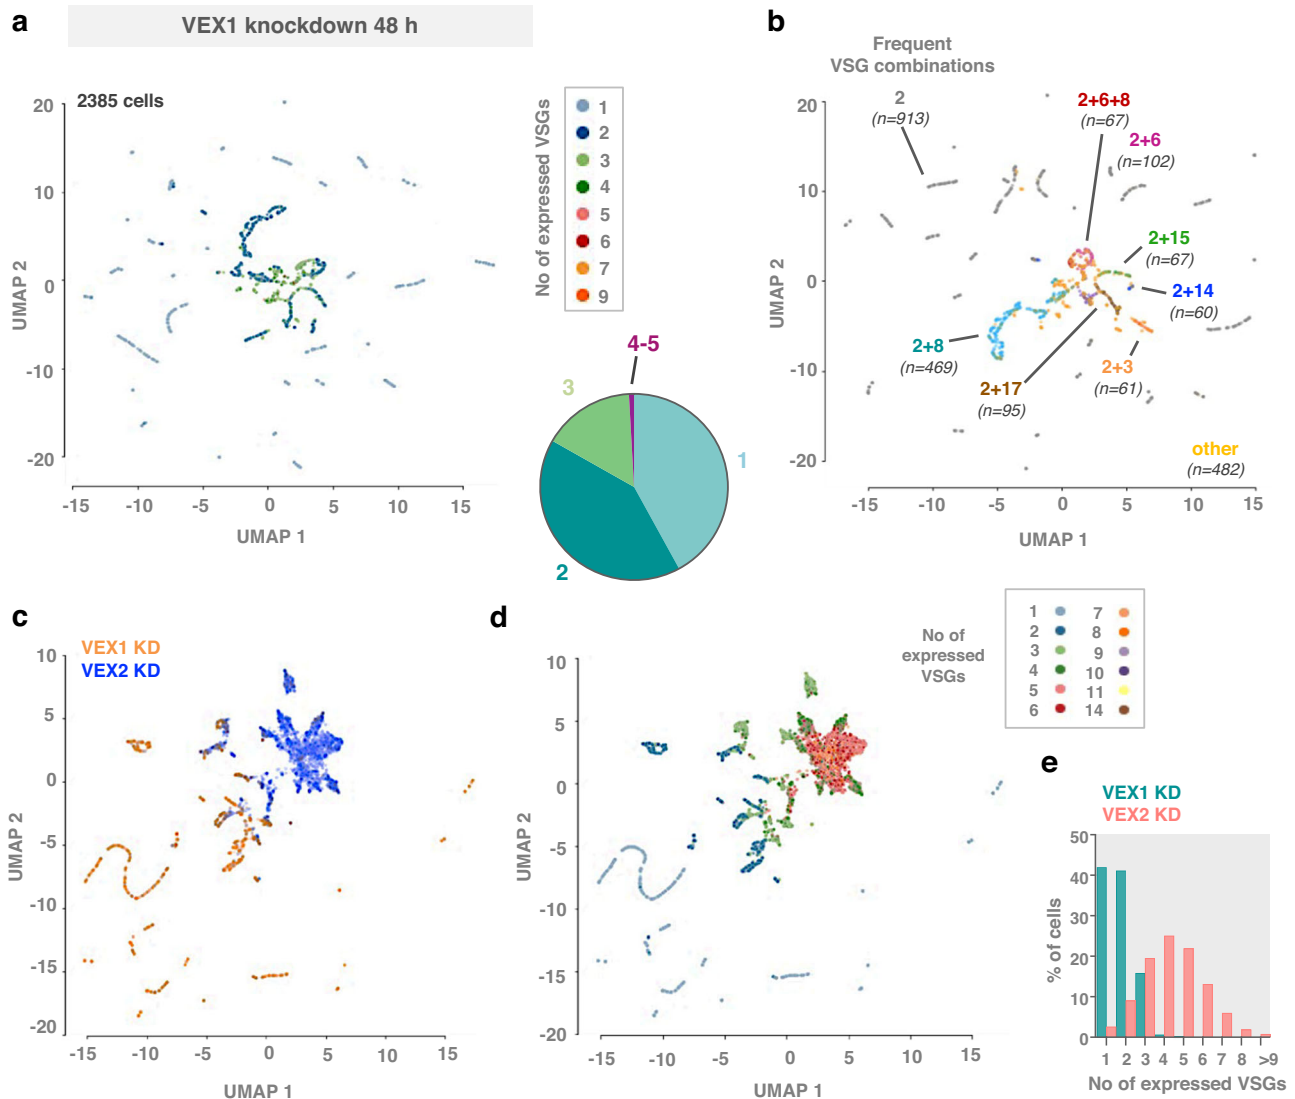 a
VEX1 knockdown 48 h
2385 cells
20
10
0
-10
-20
UMAP 2
-15
-10
-5
0
5
10
15
UMAP 1
No of expressed VSGs
1
2
3
4
5
6
7
9
4-5
3
1
2
b
Frequent
VSG combinations
2
(n=913)
2+6+8
(n=67)
2+6
(n=102)
2+15
(n=67)
2+14
(n=60)
2+8
(n=469)
2+17
(n=95)
2+3
(n=61)
other
(n=482)
20
10
0
-10
-20
UMAP 2
-15
-10
-5
0
5
10
15
UMAP 1
c
VEX1 KD
VEX2 KD
10
5
0
-5
-10
-15
-20
UMAP 2
-15
-10
-5
0
5
10
15
UMAP 1
d
No of
expressed
VSGs
1
2
3
4
5
6
7
8
9
10
11
14
10
5
0
-5
-10
-15
-20
UMAP 2
-15
-10
-5
0
5
10
15
UMAP 1
e
VEX1 KD
VEX2 KD
50
40
30
20
10
0
% of cells
1
2
3
4
5
6
7
8
>9
No of expressed VSGs